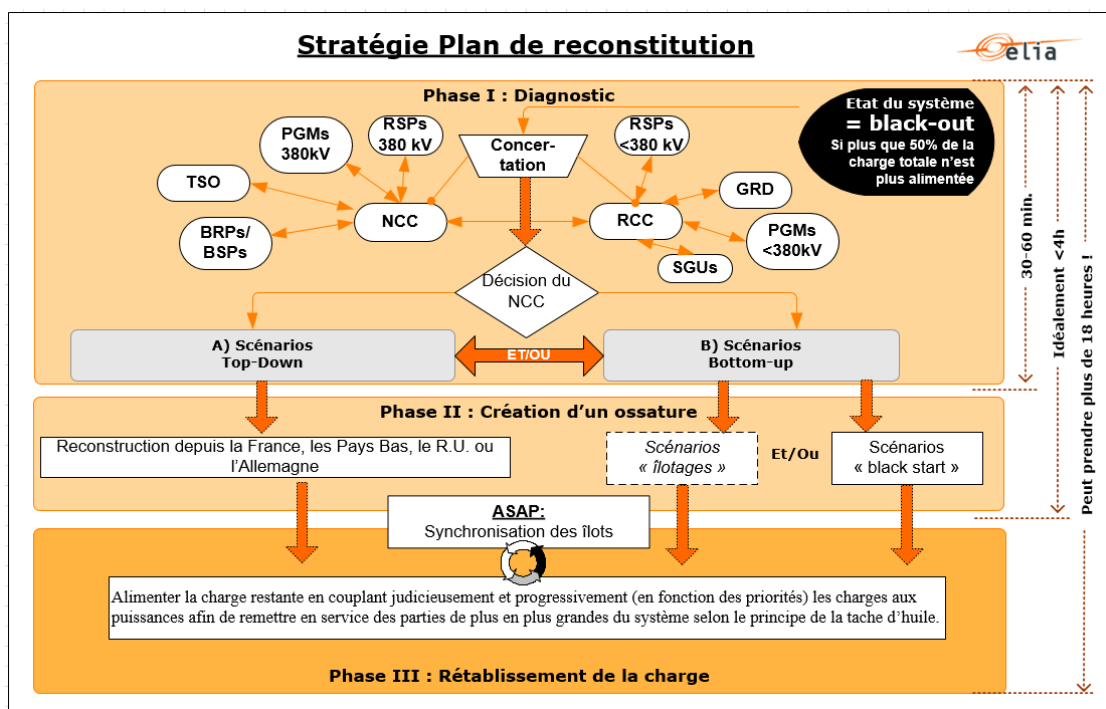 Stratégie Plan de reconstitution
elia
Phase I : Diagnostic
Etat du système
= black-out
Si plus que 50% de la
charge totale n'est
plus alimentée
PGMs
380kV
RSPs
380 kV
Concer-
tation
RSPs
<380 kV
TSO
GRD
NCC
RCC
BRPs/
BSPs
PGMs
<380kV
SGUs
Décision du
NCC
A) Scénarios
Top-Down
ET/OU
B) Scénarios
Bottom-up
30-60 min.
Idéalement <4h
Peut prendre plus de 18 heures !
Phase II : Création d'un ossature
Reconstruction depuis la France, les Pays Bas, le R.U. ou
l'Allemagne
Scénarios
« îlotages »
Et/Ou
Scénarios
« black start »
ASAP:
Synchronisation des îlots
Alimenter la charge restante en couplant judicieusement et progressivement (en fonction des priorités) les charges aux
puissances afin de remettre en service des parties de plus en plus grandes du système selon le principe de la tache d'huile.
Phase III : Rétablissement de la charge